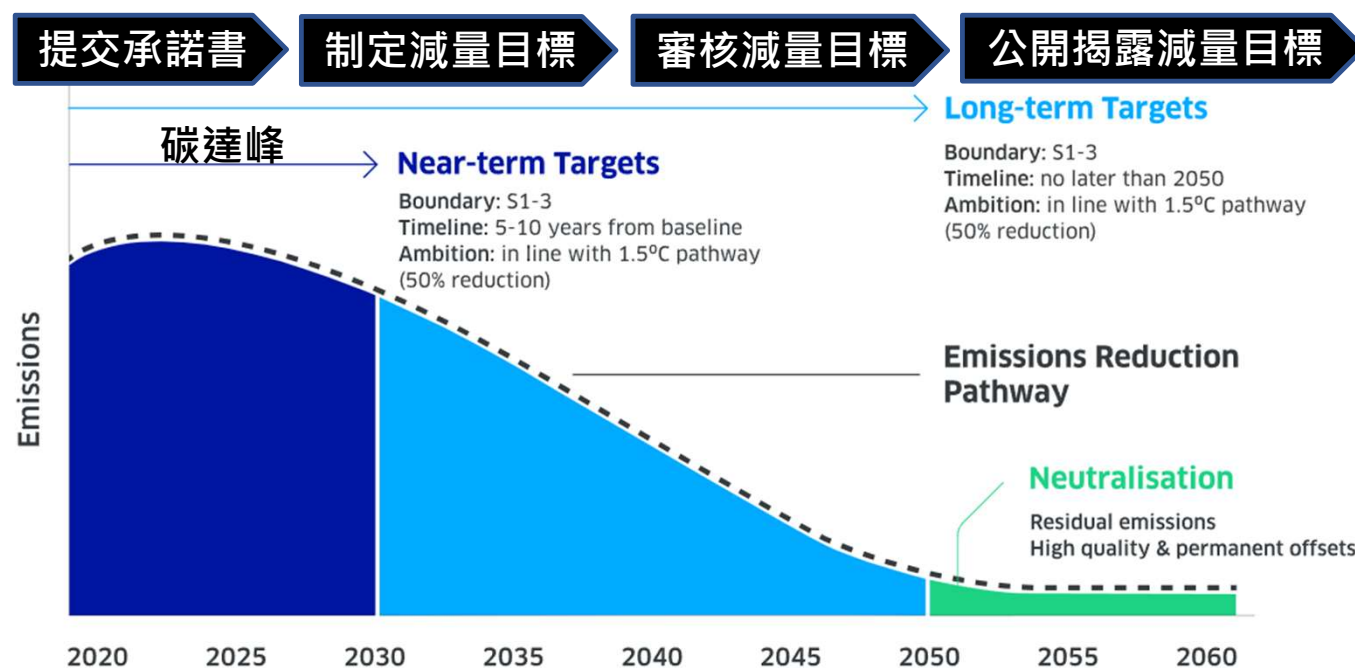 提交承諾書
制定減量目標
審核減量目標
公開揭露減量目標
碳達峰
Near-term Targets
Boundary: S1-3
Timeline: 5-10 years from baseline
Ambition: in line with 1.5ºC pathway
(50% reduction)
Long-term Targets
Boundary: S1-3
Timeline: no later than 2050
Ambition: in line with 1.5ºC pathway
(50% reduction)
Emissions Reduction
Pathway
Neutralisation
Residual emissions
High quality & permanent offsets
Emissions
2020 2025 2030 2035 2040 2045 2050 2055 2060